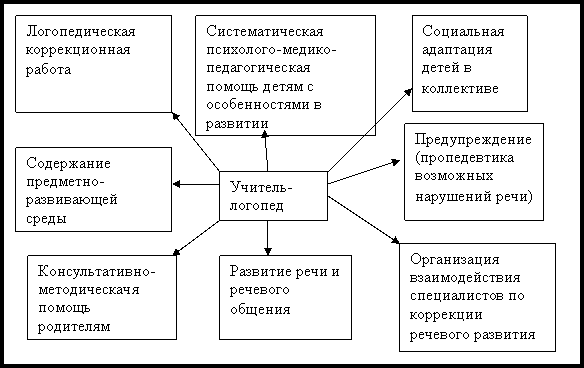 Логопедическая
коррекционная
работа
Систематическая
психолого-медико-
педагогическая
помощь детям с
особенностями в
развитии
Социальная
адаптация
детей в
коллективе
Содержание
предметно-
развивающей
среды
Учитель-
логопед
Предупреждение
(пропедевтика
возможных
нарушений речи)
Консультативно-
методическачя
помощь
родителям
Развитие речи и
речевого
общения
Организация
взаимодействия
специалистов по
коррекции
речевого развития